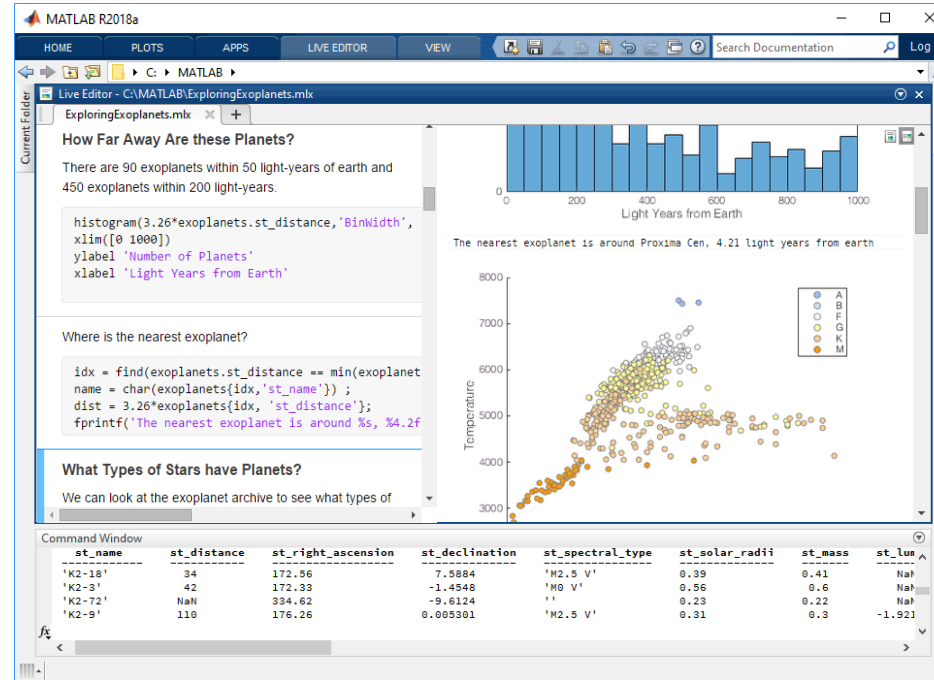 MATLAB R2018a
HOME PLOTS APPS LIVE EDITOR VIEW Search Documentation Log
C: MATLAB
Current Folder
Live Editor - C:\MATLAB\ExploringExoplanets.mlx
ExploringExoplanets.mlx
How Far Away Are these Planets?
There are 90 exoplanets within 50 light-years of earth and
450 exoplanets within 200 light-years.
histogram(3.26*exoplanets.st_distance,'BinWidth',
xlim([0 1000])
ylabel 'Number of Planets'
xlabel 'Light Years from Earth'
Where is the nearest exoplanet?
idx = find(exoplanets.st_distance == min(exoplanet
name = char(exoplanets{idx,'st_name'}) ;
dist = 3.26*exoplanets{idx, 'st_distance'};
fprintf('The nearest exoplanet is around %s, %4.2f
What Types of Stars have Planets?
We can look at the exoplanet archive to see what types of
0
0 200 400 600 800 1000
Light Years from Earth
The nearest exoplanet is around Proxima Cen, 4.21 light years from earth
8000
7000
6000
5000
4000
3000
Temperature
A
B
F
G
K
M
Command Window
st_name st_distance st_right_ascension st_declination st_spectral_type st_solar_radii st_mass st_lum
'K2-18' 34 172.56 7.5884 'M2.5 V' 0.39 0.41 NaN
'K2-3' 42 172.33 -1.4548 'M0 V' 0.56 0.6 NaN
'K2-72' NaN 334.62 -9.6124 '' 0.23 0.22 NaN
'K2-9' 110 176.26 0.005301 'M2.5 V' 0.31 0.3 -1.921
fx